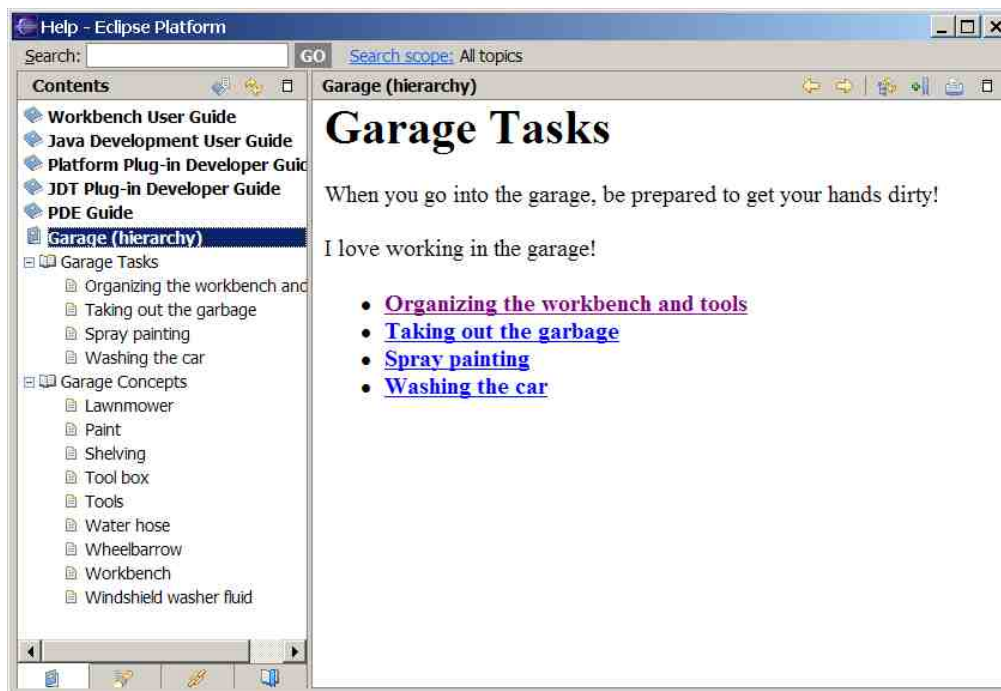 Help - Eclipse Platform
Search: GO Search scope: All topics
Contents
Workbench User Guide
Java Development User Guide
Platform Plug-in Developer Guid
JDT Plug-in Developer Guide
PDE Guide
Garage (hierarchy)
Garage Tasks
Organizing the workbench and
Taking out the garbage
Spray painting
Washing the car
Garage Concepts
Lawnmower
Paint
Shelving
Tool box
Tools
Water hose
Wheelbarrow
Workbench
Windshield washer fluid
Garage (hierarchy)
Garage Tasks
When you go into the garage, be prepared to get your hands dirty!
I love working in the garage!
Organizing the workbench and tools
Taking out the garbage
Spray painting
Washing the car